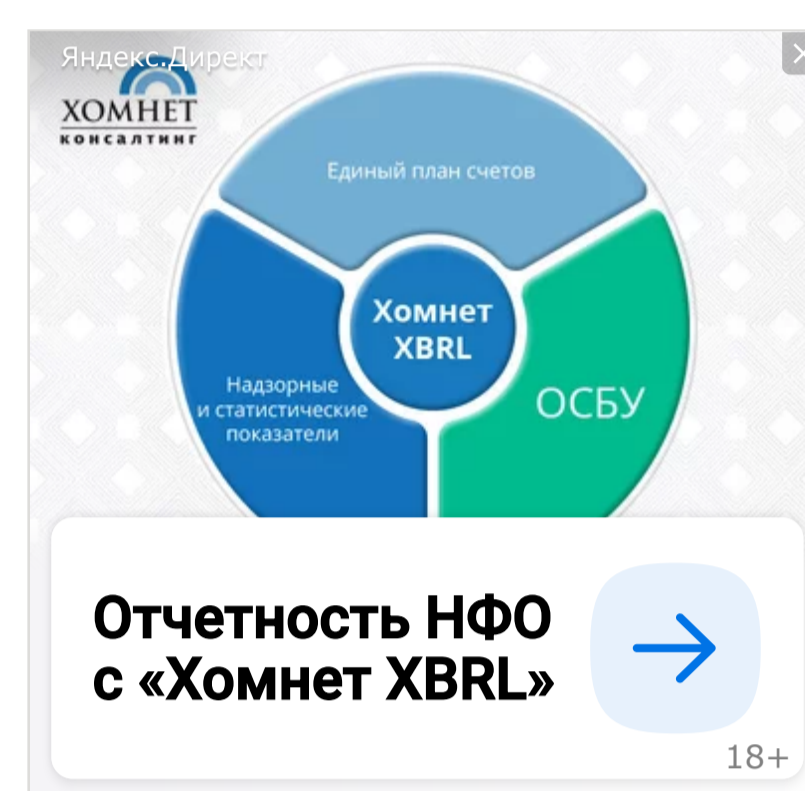 Яндекс.Директ
ХОМНЕТ
консалтинг
Единый план счетов
Хомнет
XBRL
Надзорные
и статистические
показатели
ОСБУ
Отчетность НФО
с «Хомнет XBRL»
18+